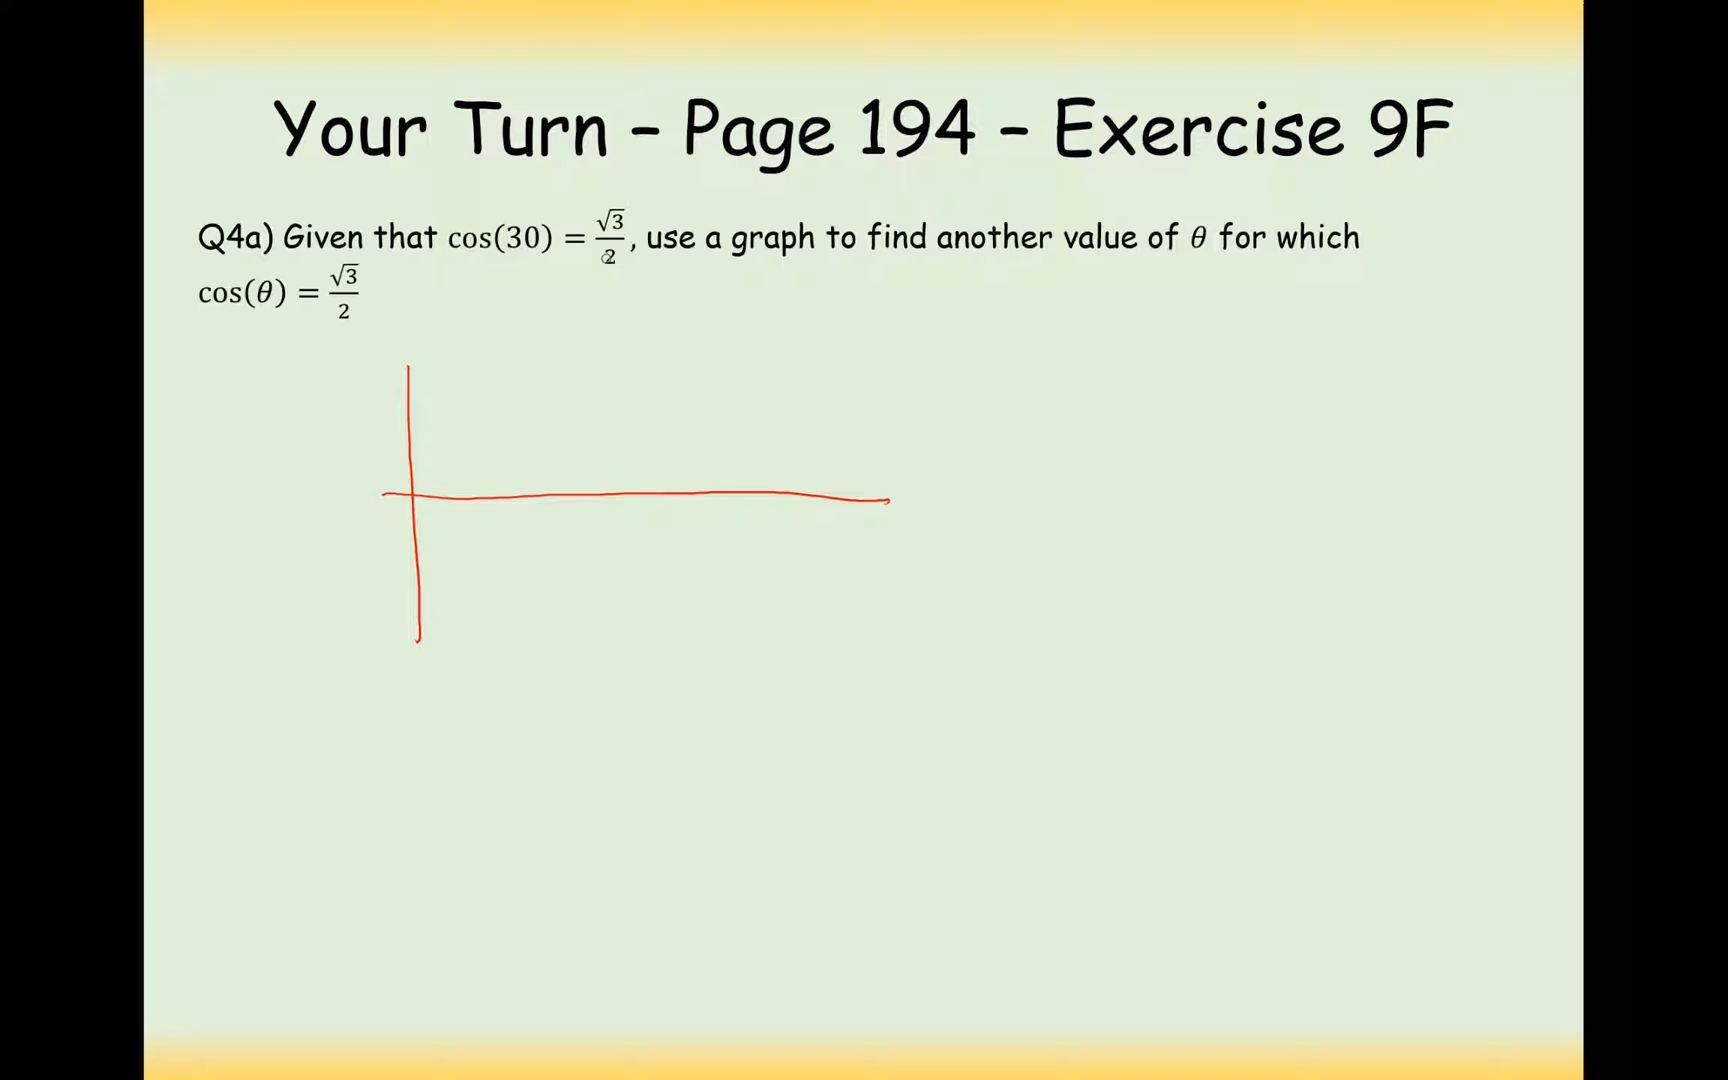 Your Turn – Page 194 – Exercise 9F
Q4a) Given that cos(30) = √3/2, use a graph to find another value of θ for which
cos(θ) = √3/2